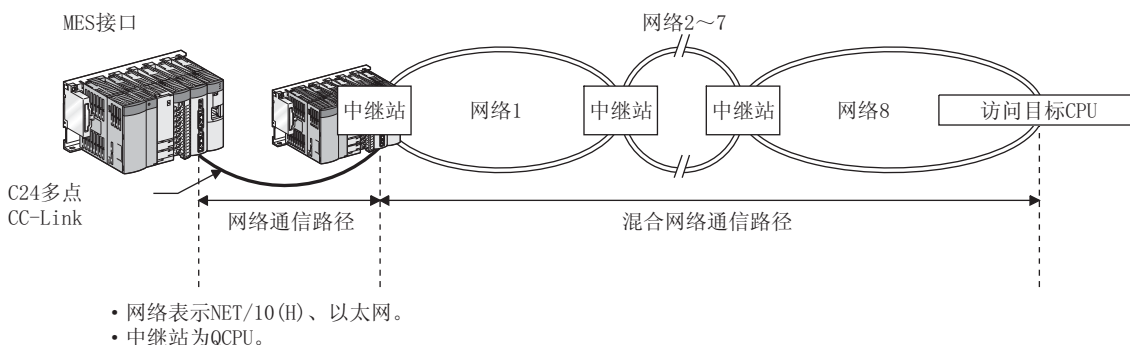 MES接口
网络2～7
中继站
网络1
中继站
中继站
网络8
访问目标CPU
C24多点
CC-Link
网络通信路径
混合网络通信路径
・网络表示NET/10(H)、以太网。
・中继站为QCPU。